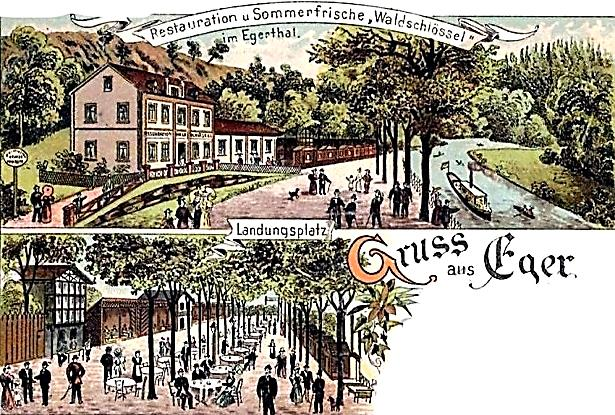 Restauration u Sommerfrische „Waldschlössel"
im Egerthal.
Landungsplatz
Gruss
aus Eger.